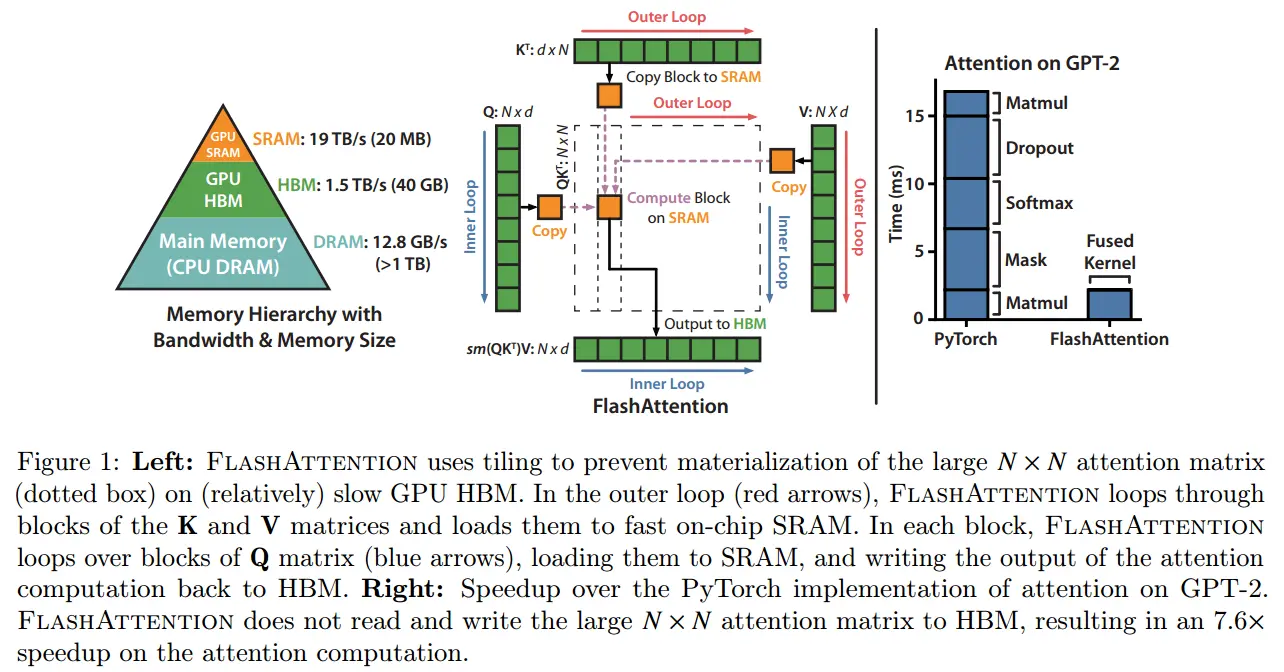 GPU
SRAM
SRAM: 19 TB/s (20 MB)
GPU
HBM
HBM: 1.5 TB/s (40 GB)
Main Memory
(CPU DRAM)
DRAM: 12.8 GB/s
(>1 TB)
Memory Hierarchy with
Bandwidth & Memory Size
Outer Loop
Kᵀ: d x N
Copy Block to SRAM
Outer Loop
Q: N x d
V: N X d
QKᵀ: N x N
Inner Loop
Copy
Compute Block
on SRAM
Copy
Inner Loop
Outer Loop
Output to HBM
sm(QKᵀ)V: N x d
Inner Loop
FlashAttention
Attention on GPT-2
Time (ms)
15
10
5
0
Matmul
Dropout
Softmax
Mask
Matmul
Fused
Kernel
PyTorch
FlashAttention
Figure 1: Left: FlashAttention uses tiling to prevent materialization of the large N × N attention matrix
(dotted box) on (relatively) slow GPU HBM. In the outer loop (red arrows), FlashAttention loops through
blocks of the K and V matrices and loads them to fast on-chip SRAM. In each block, FlashAttention
loops over blocks of Q matrix (blue arrows), loading them to SRAM, and writing the output of the attention
computation back to HBM. Right: Speedup over the PyTorch implementation of attention on GPT-2.
FlashAttention does not read and write the large N × N attention matrix to HBM, resulting in an 7.6×
speedup on the attention computation.